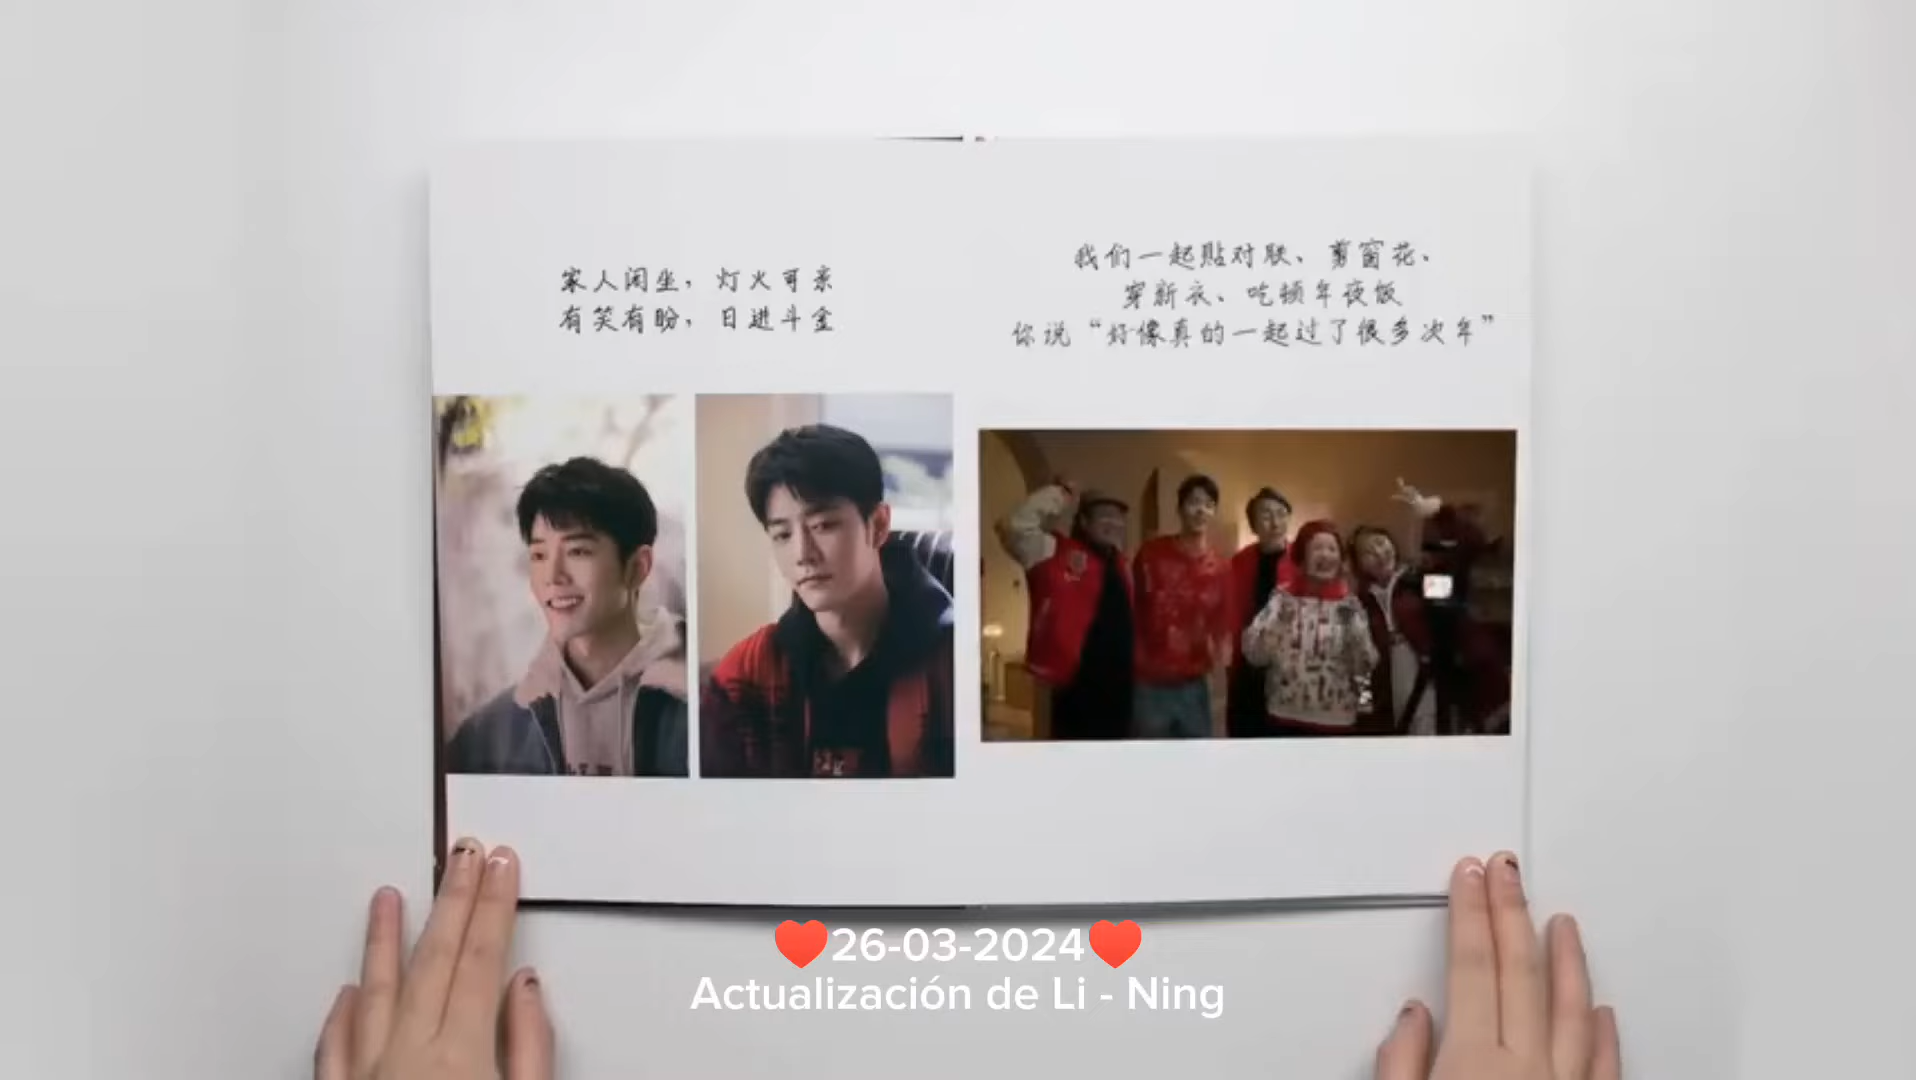 家人闲坐，灯火可亲
有笑有盼，日进斗金
我们一起贴对联、剪窗花、
穿新衣、吃顿年夜饭
你说“好像真的一起过了很多次年”
❤️26-03-2024❤️
Actualización de Li - Ning